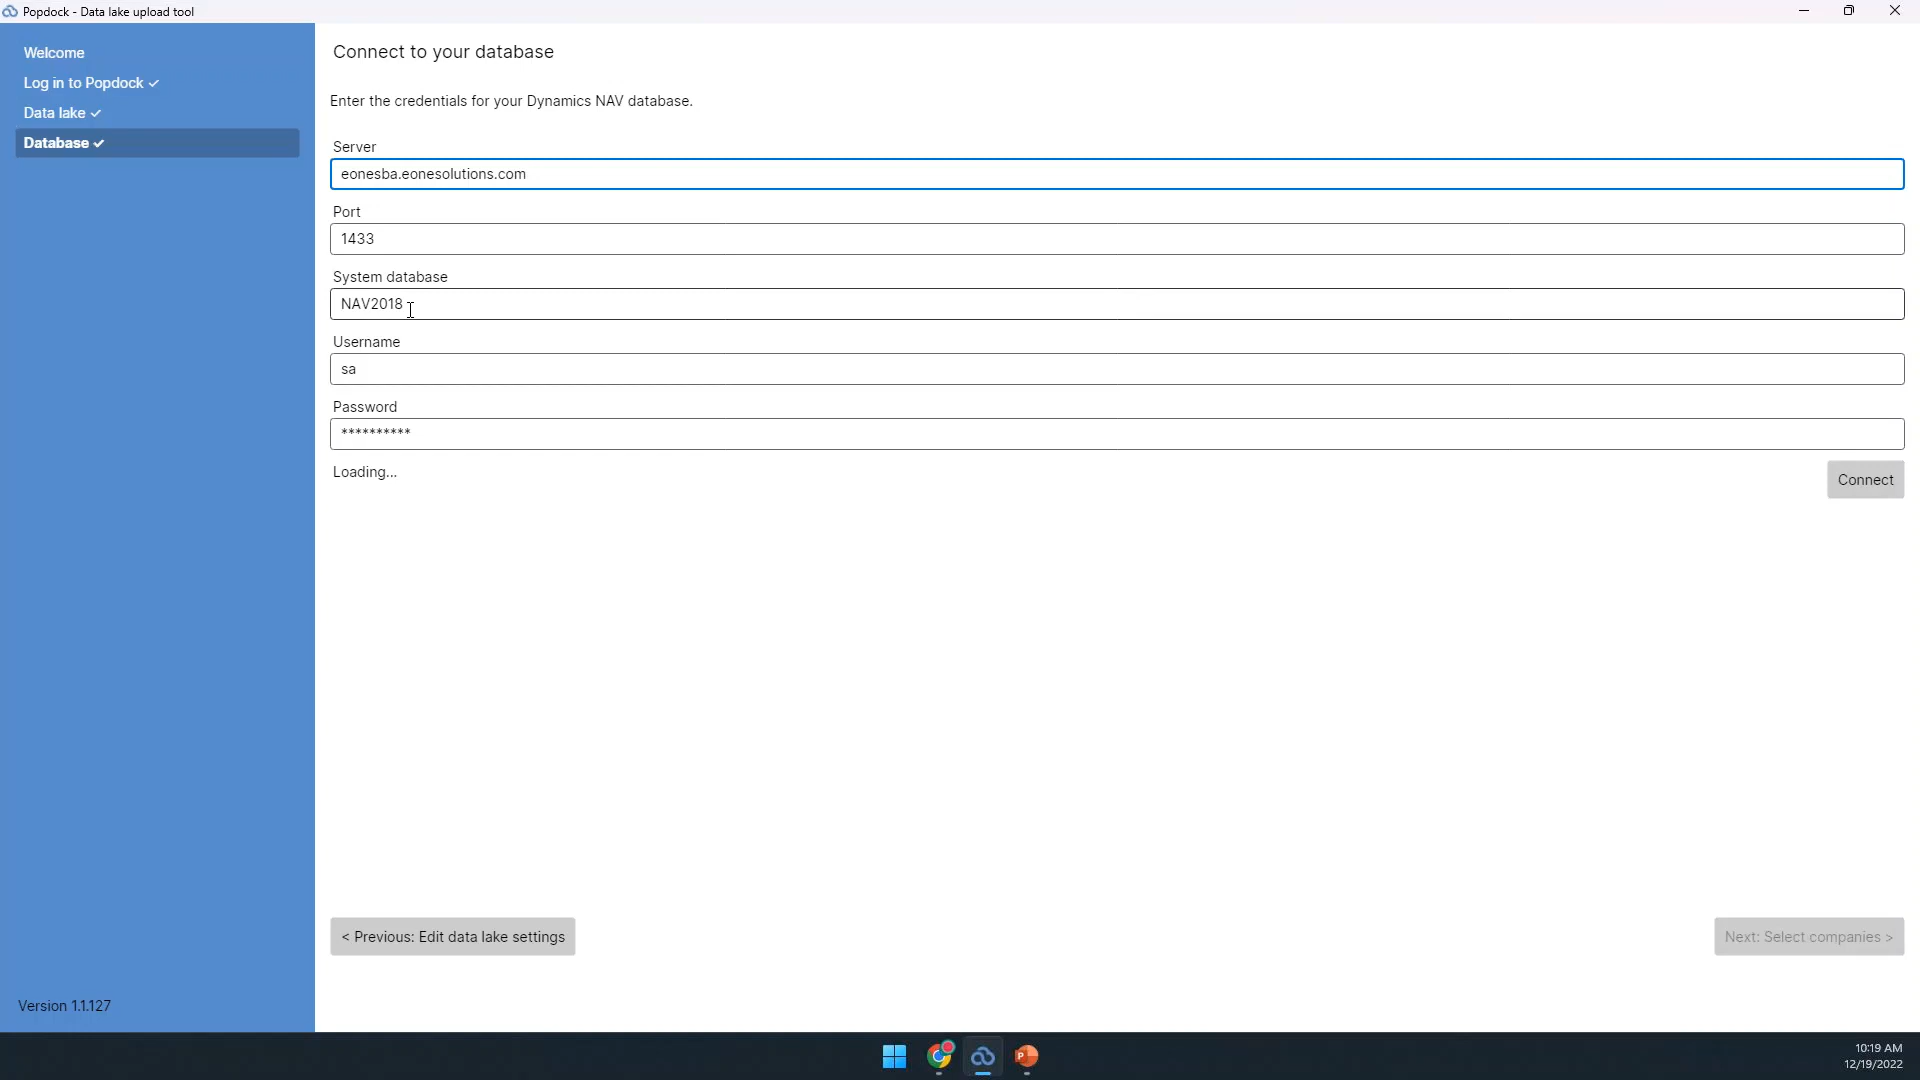 Popdock - Data lake upload tool
Welcome
Log in to Popdock ✓
Data lake ✓
Database ✓
Version 1.1.127
Connect to your database
Enter the credentials for your Dynamics NAV database.
Server
eonesba.eonesolutions.com
Port
1433
System database
NAV2018
Username
sa
Password
**********
Loading...
Connect
< Previous: Edit data lake settings
Next: Select companies >
10:19 AM
12/19/2022